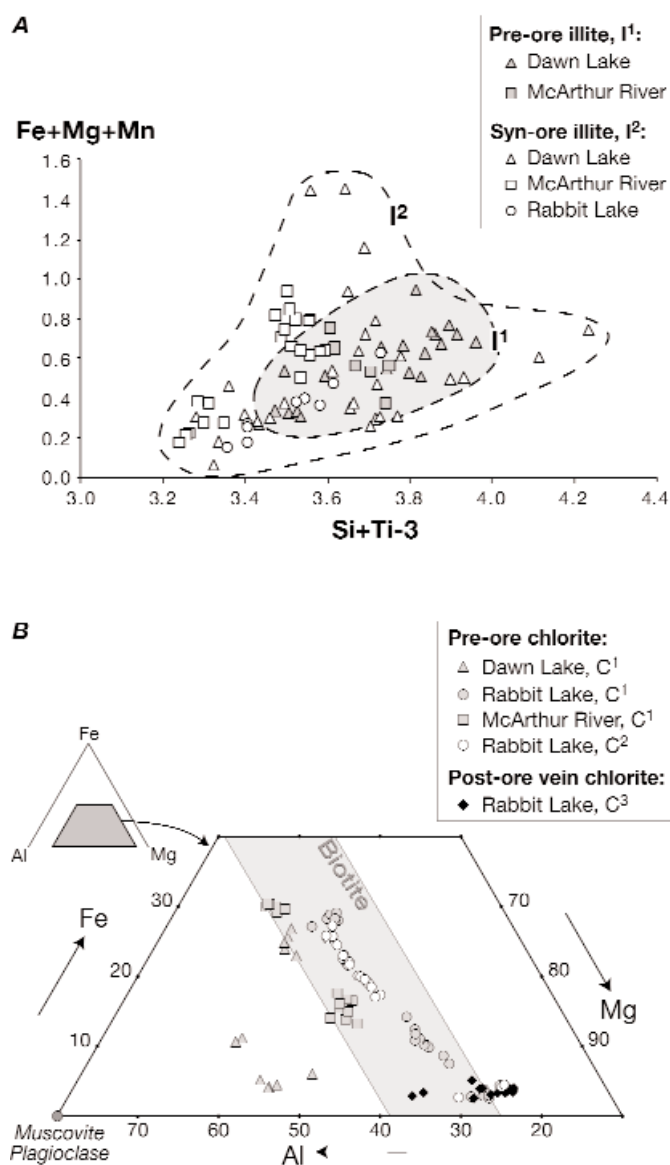 A
Pre-ore illite, I¹:
Dawn Lake
McArthur River
Syn-ore illite, I²:
Dawn Lake
McArthur River
Rabbit Lake
Fe+Mg+Mn
1.6
1.4
1.2
1.0
0.8
0.6
0.4
0.2
0.0
I²
I¹
3.0 3.2 3.4 3.6 3.8 4.0 4.2 4.4
Si+Ti-3
B
Pre-ore chlorite:
Dawn Lake, C¹
Rabbit Lake, C¹
McArthur River, C¹
Rabbit Lake, C²
Post-ore vein chlorite:
Rabbit Lake, C³
Fe
Al Mg
Biotite
30 70
Fe
20 80
Mg
10 90
Muscovite
Plagioclase
70 60 50 40 30 20
Al